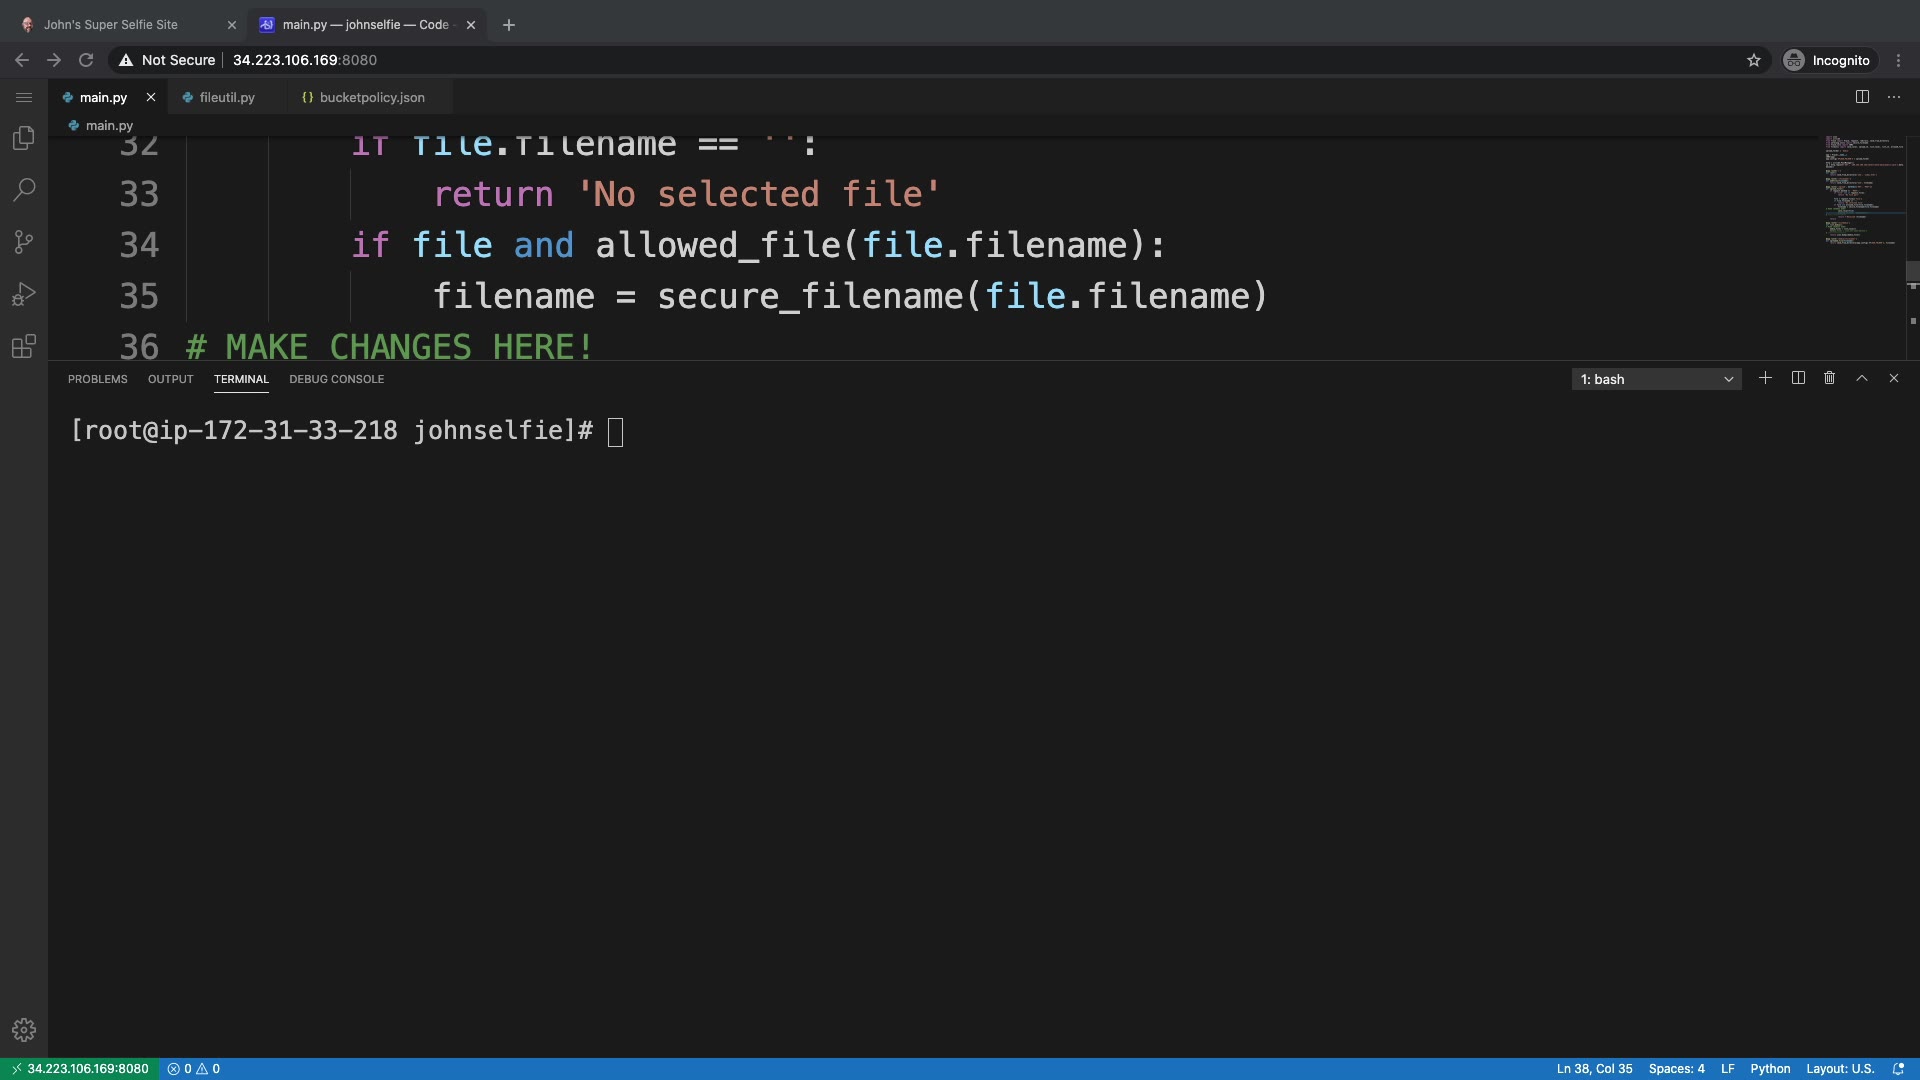 John's Super Selfie Site
main.py — johnselfie — Code
Not Secure
34.223.106.169:8080
Incognito
main.py
fileutil.py
{} bucketpolicy.json
main.py
32 if file.filename == '':
33 return 'No selected file'
34 if file and allowed_file(file.filename):
35 filename = secure_filename(file.filename)
36 # MAKE CHANGES HERE!
PROBLEMS OUTPUT TERMINAL DEBUG CONSOLE
1: bash
[root@ip-172-31-33-218 johnselfie]#
34.223.106.169:8080 0 0 Ln 38, Col 35 Spaces: 4 LF Python Layout: U.S.